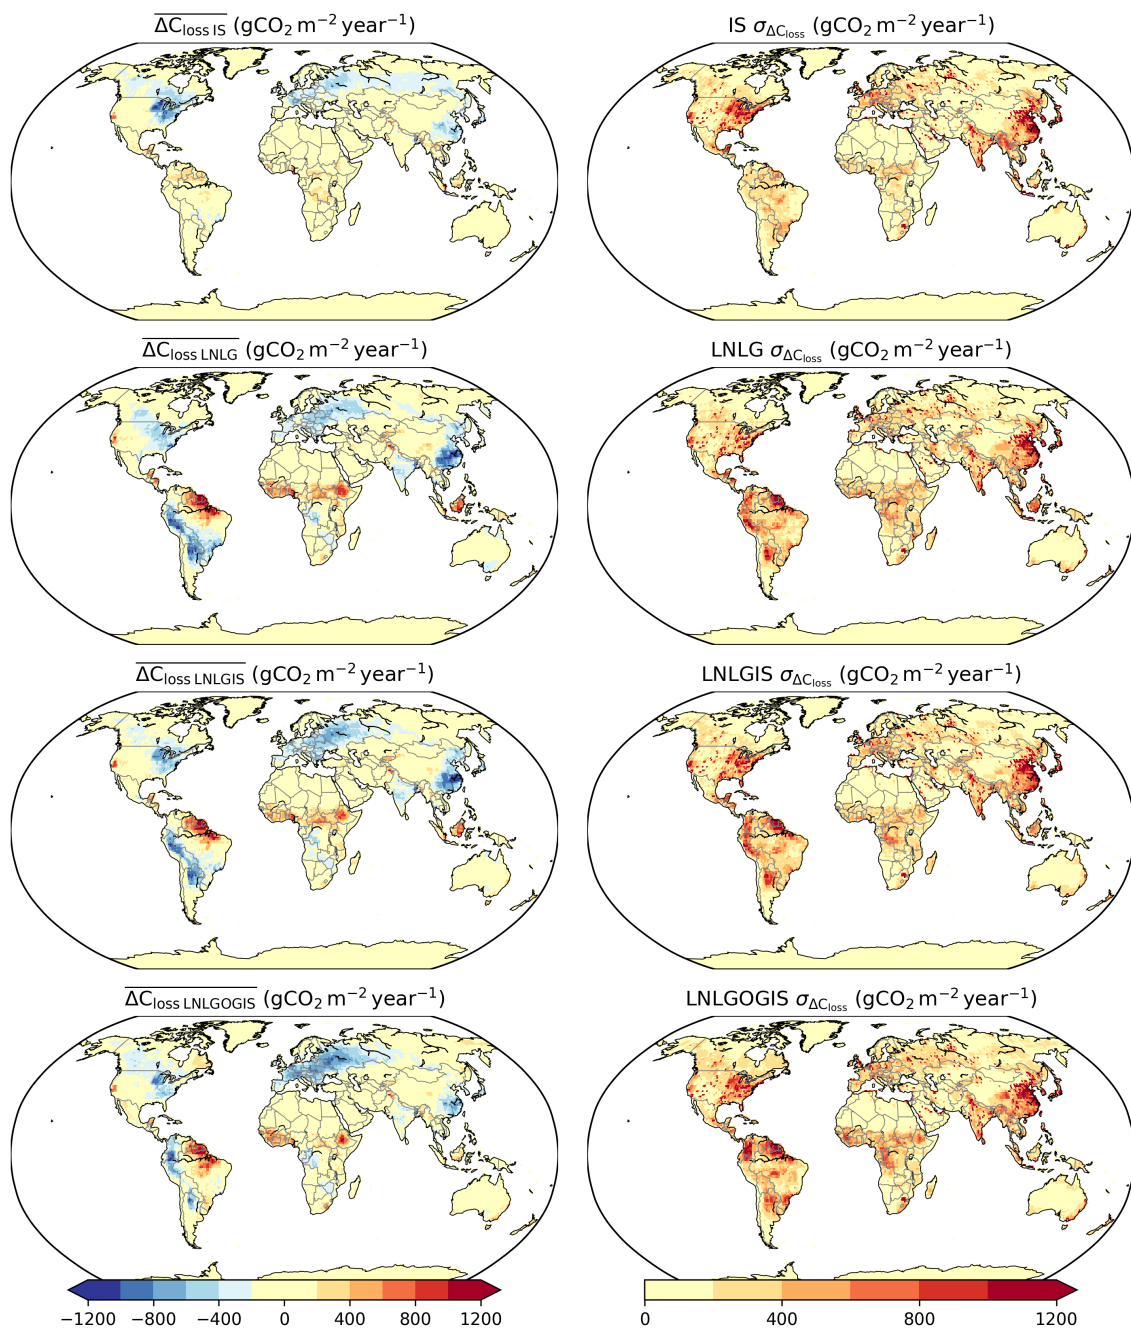 ΔC_loss IS (gCO₂ m⁻² year⁻¹)
IS σ_ΔC_loss (gCO₂ m⁻² year⁻¹)
ΔC_loss LNLG (gCO₂ m⁻² year⁻¹)
LNLG σ_ΔC_loss (gCO₂ m⁻² year⁻¹)
ΔC_loss LNLGIS (gCO₂ m⁻² year⁻¹)
LNLGIS σ_ΔC_loss (gCO₂ m⁻² year⁻¹)
ΔC_loss LNLGOGIS (gCO₂ m⁻² year⁻¹)
LNLGOGIS σ_ΔC_loss (gCO₂ m⁻² year⁻¹)
−1200 −800 −400 0 400 800 1200
0 400 800 1200